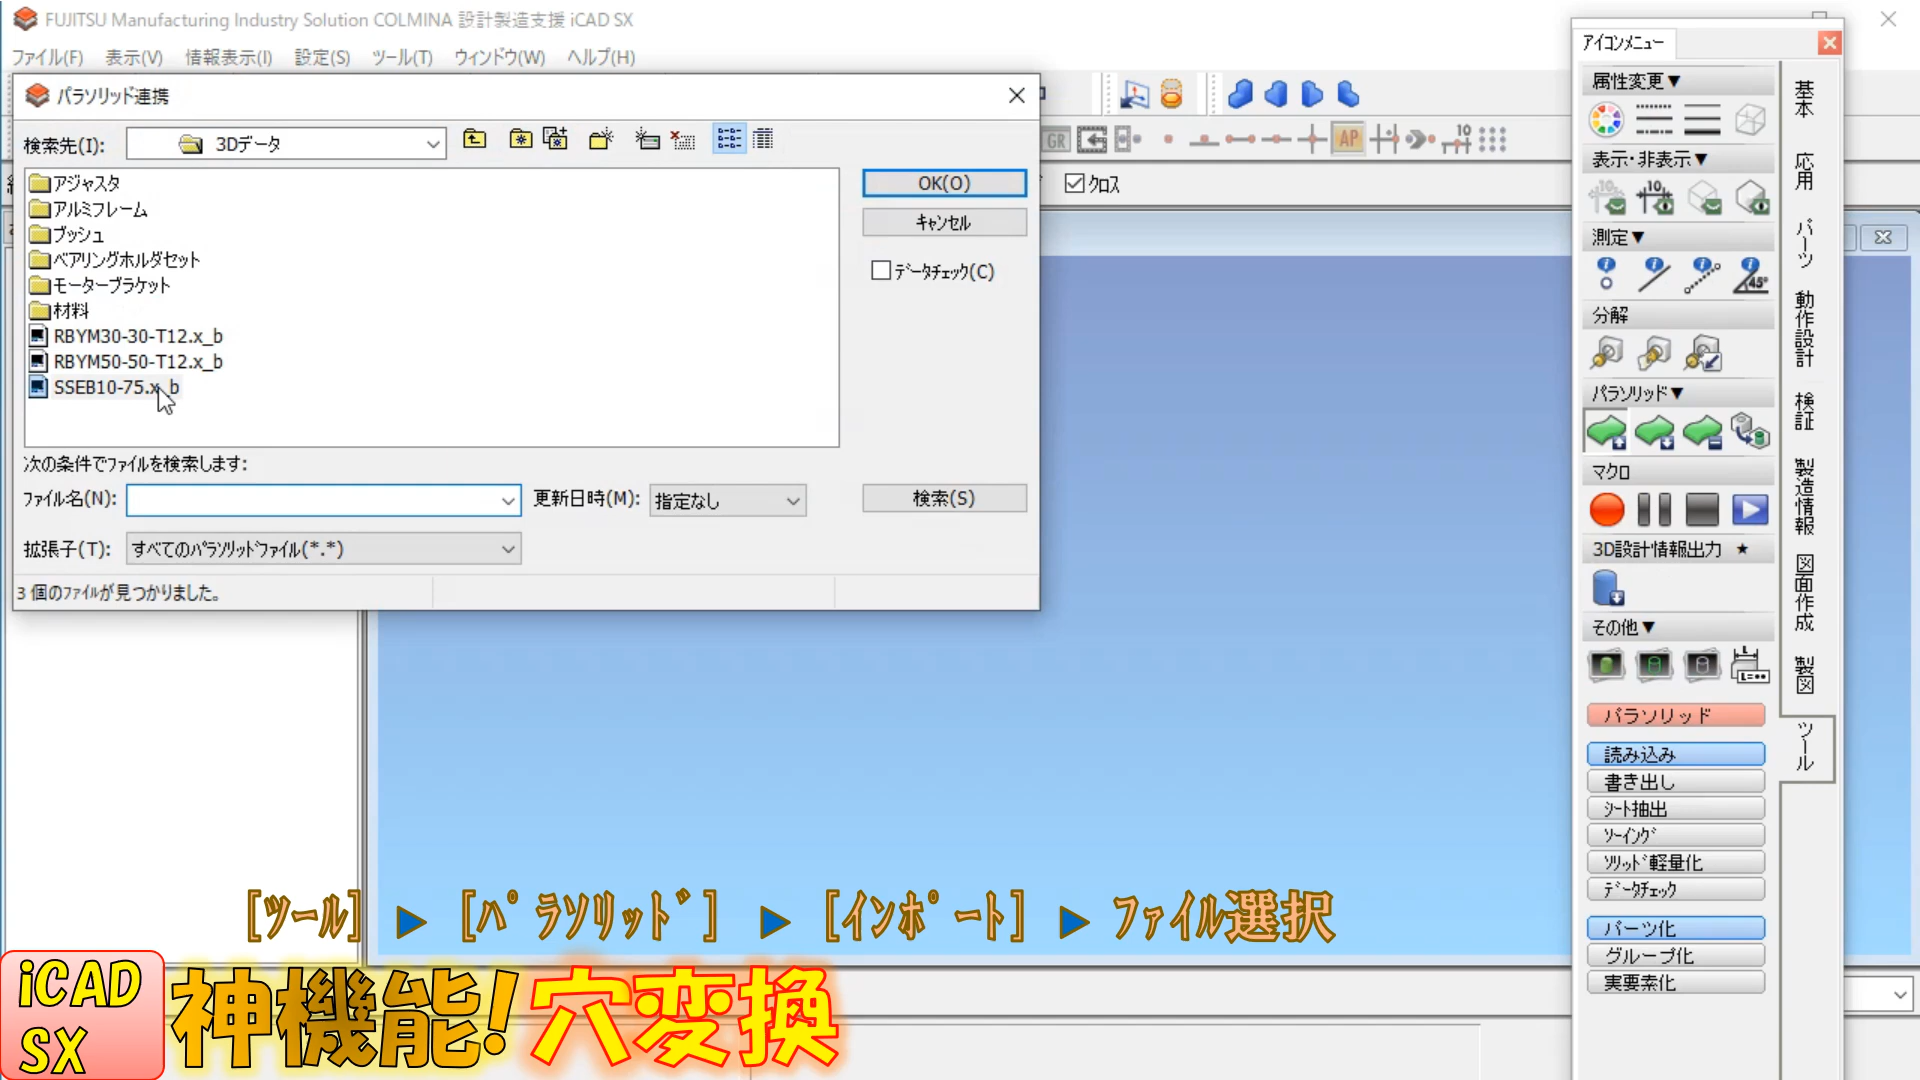 FUJITSU Manufacturing Industry Solution COLMINA 設計製造支援 iCAD SX
ファイル(F) 表示(V) 情報表示(I) 設定(S) ツール(T) ウィンドウ(W) ヘルプ(H)
パラソリッド連携
検索先(I):
3Dデータ
アジャスタ
アルミフレーム
ブッシュ
ベアリングホルダセット
モーターブラケット
材料
RBYM30-30-T12.x_b
RBYM50-50-T12.x_b
SSEB10-75.x_b
OK(O)
キャンセル
データチェック(C)
次の条件でファイルを検索します:
ファイル名(N):
更新日時(M):
指定なし
検索(S)
拡張子(T):
すべてのパラソリッドファイル(*.*)
3 個のファイルが見つかりました。
GR
AP
10
クロス
アイコンメニュー
属性変更▼
表示・非表示▼
10
10
測定▼
45°
分解
パラソリッド▼
マクロ
3D設計情報出力 ★
その他▼
L
L=**
パラソリッド
読み込み
書き出し
シート抽出
ソーイング
ソリッド軽量化
データチェック
パーツ化
グループ化
実要素化
基本
応用
パーツ
動作設計
検証
製造情報
図面作成
製図
ツール
[ツール] ▶ [パラソリッド] ▶ [インポート] ▶ ファイル選択
iCAD
SX
神機能!穴変換